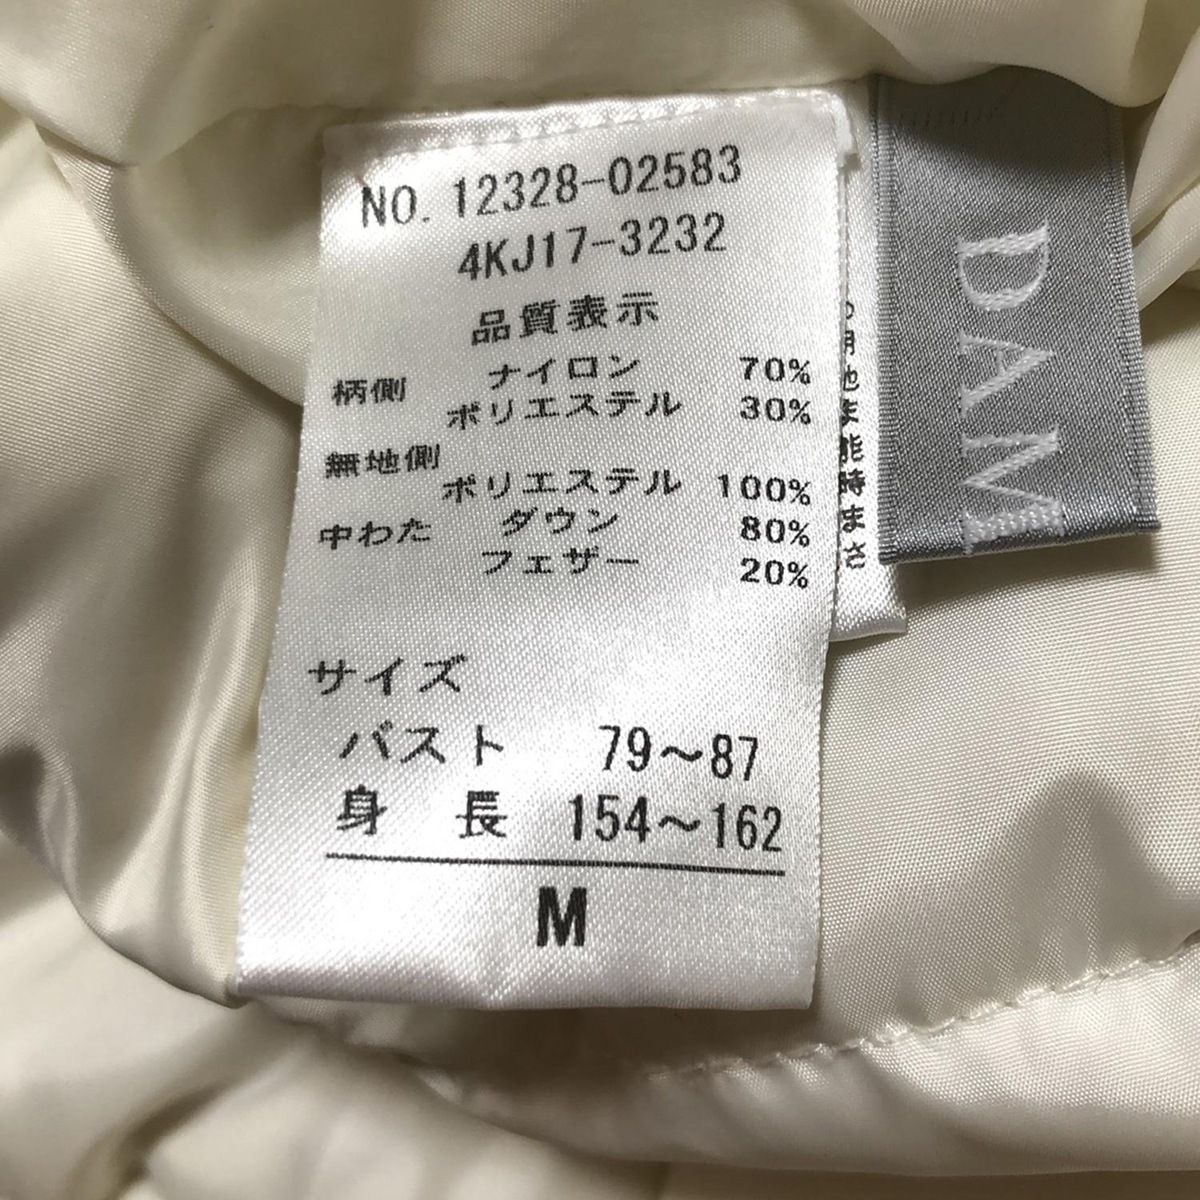 NO. 12328-02583
4KJ17-3232
品質表示
柄側 ナイロン 70%
ポリエステル 30%
無地側
ポリエステル 100%
中わた ダウン 80%
フェザー 20%
サイズ
バスト 79～87
身長 154～162
M
DAM